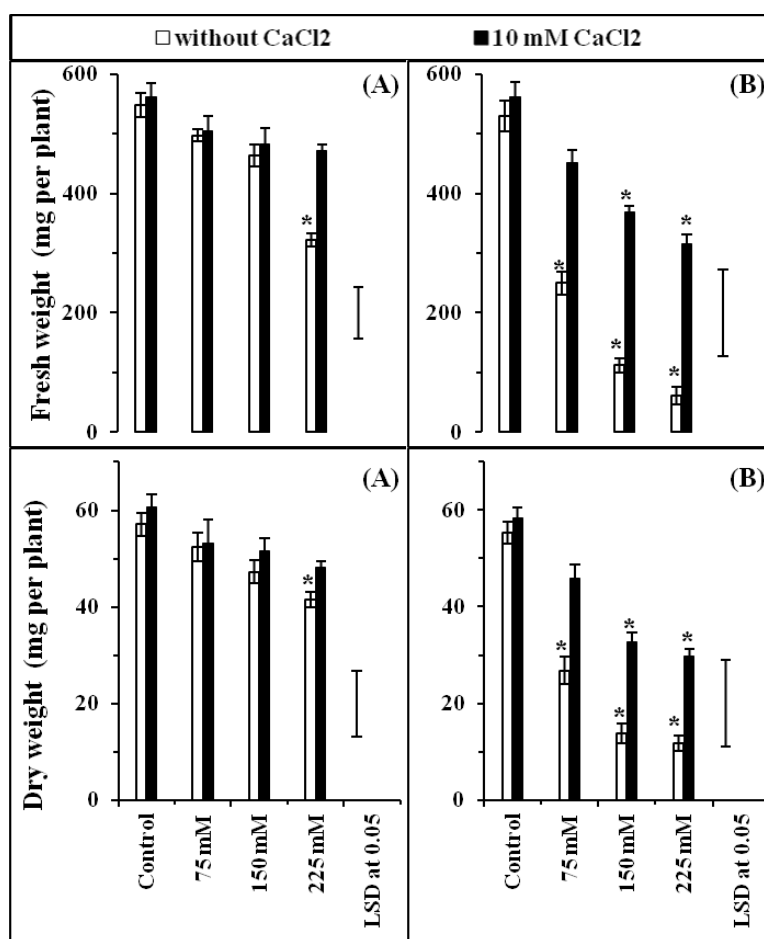 without CaCl2
10 mM CaCl2
Fresh weight (mg per plant)
600
400
200
0
(A)
*
600
400
200
0
(B)
*
*
*
*
*
Dry weight (mg per plant)
60
40
20
0
(A)
*
60
40
20
0
(B)
*
*
*
*
*
Control
75 mM
150 mM
225 mM
LSD at 0.05
Control
75 mM
150 mM
225 mM
LSD at 0.05